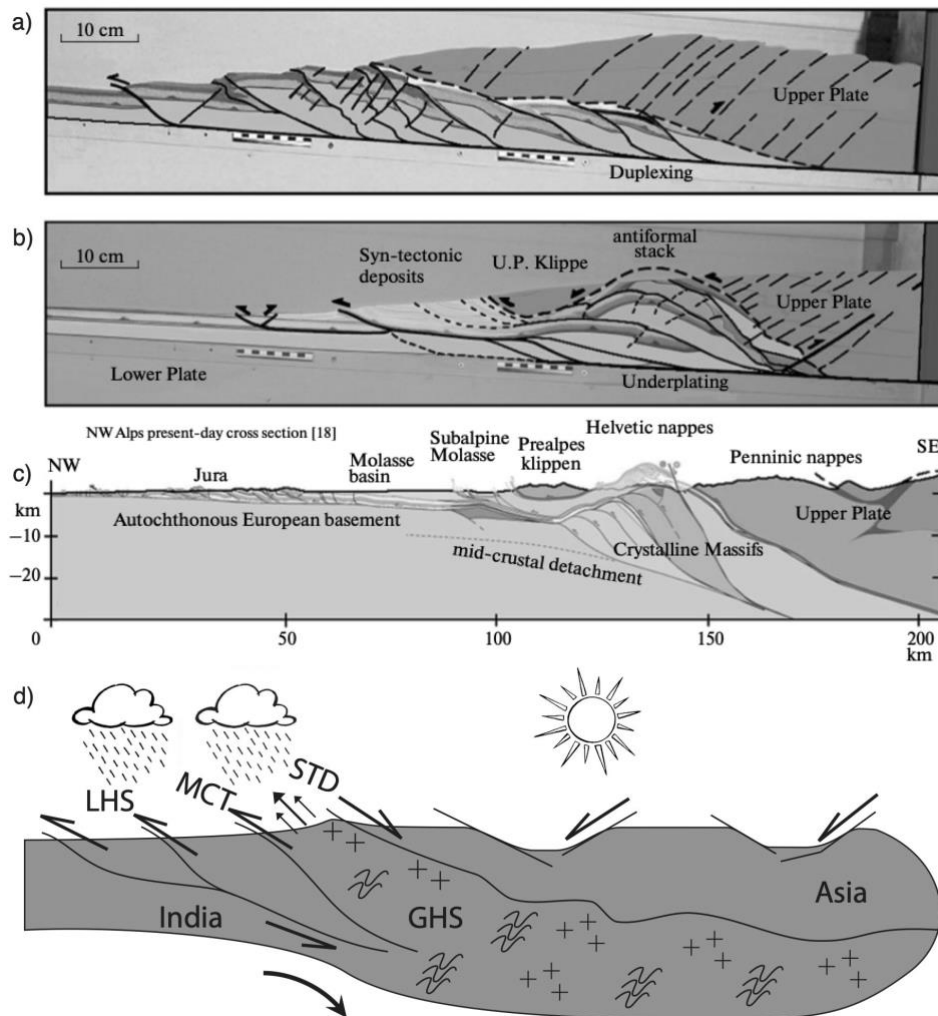 a)
10 cm
Upper Plate
Duplexing
b)
10 cm
Syn-tectonic
deposits
U.P. Klippe
antiformal
stack
Upper Plate
Lower Plate
Underplating
NW Alps present-day cross section [18]
c)
NW
Jura
Molasse
basin
Subalpine
Molasse
Prealpes
klippen
Helvetic nappes
Penninic nappes
SE
km
Autochthonous European basement
Upper Plate
−10
mid-crustal detachment
Crystalline Massifs
−20
0
50
100
150
200
km
d)
LHS
MCT
STD
India
GHS
Asia